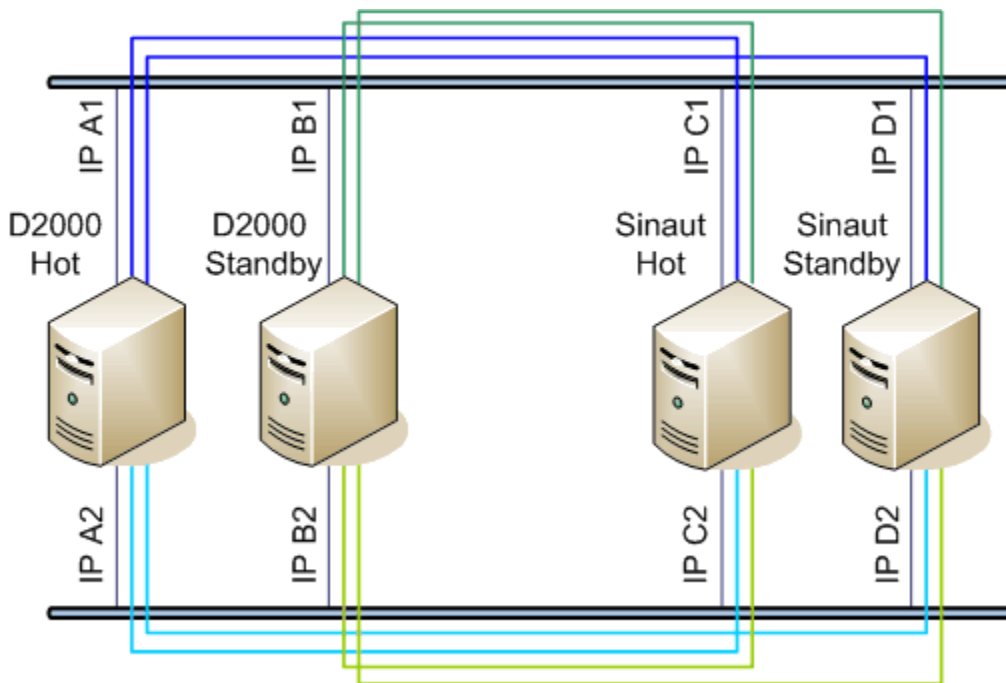 IP A1
IP B1
IP C1
IP D1
D2000
Hot
D2000
Standby
Sinaut
Hot
Sinaut
Standby
IP A2
IP B2
IP C2
IP D2